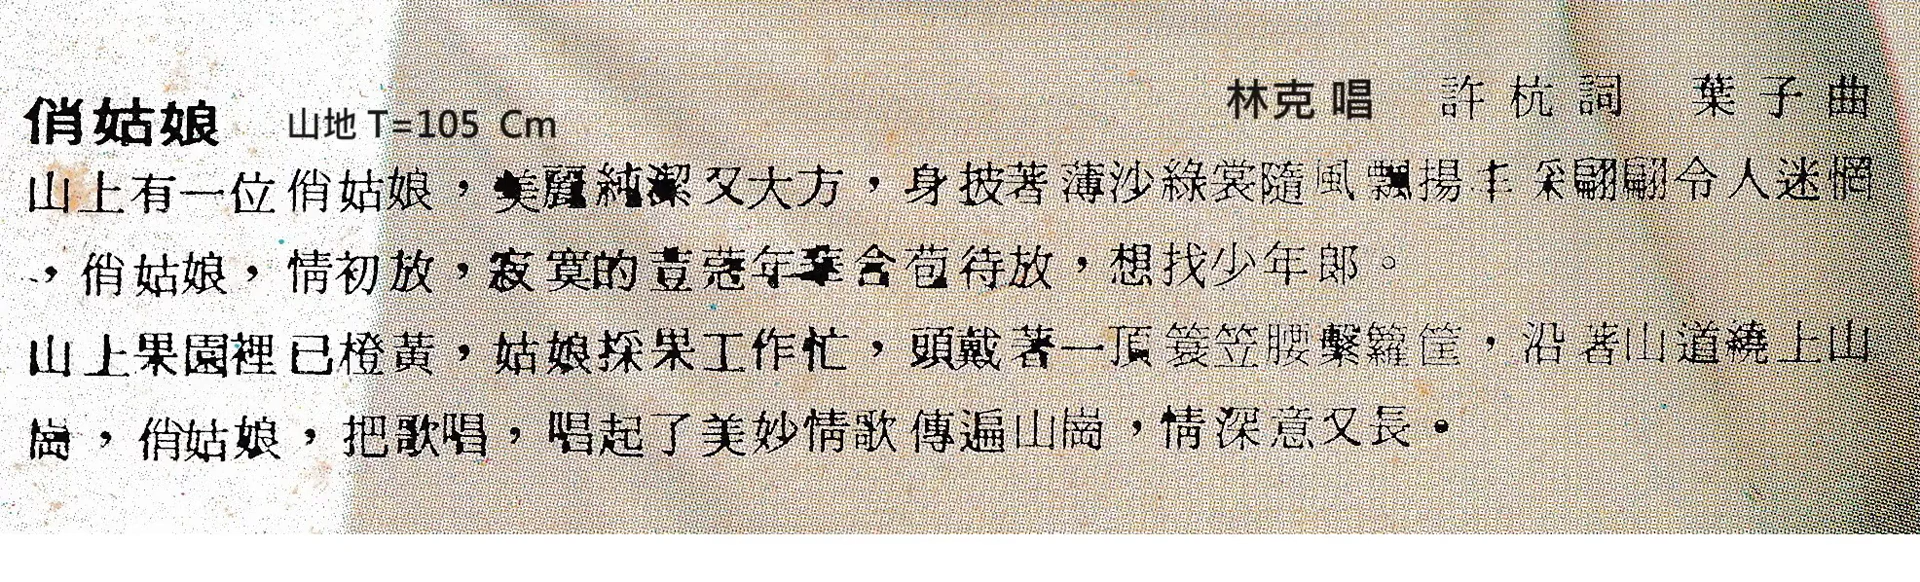 俏姑娘 山地 T=105 Cm 林克 唱 許杭詞 葉子曲
山上有一位俏姑娘，美麗純潔又大方，身披著薄沙綠裳隨風飄揚丰采翩翩令人迷惘
，俏姑娘，情初放，寂寞的荳蔻年華含苞待放，想找少年郎。
山上果園裡已橙黃，姑娘採果工作忙，頭戴著一頂簑笠腰繫籮筐，沿著山道繞上山
崗，俏姑娘，把歌唱，唱起了美妙情歌傳遍山崗，情深意又長。